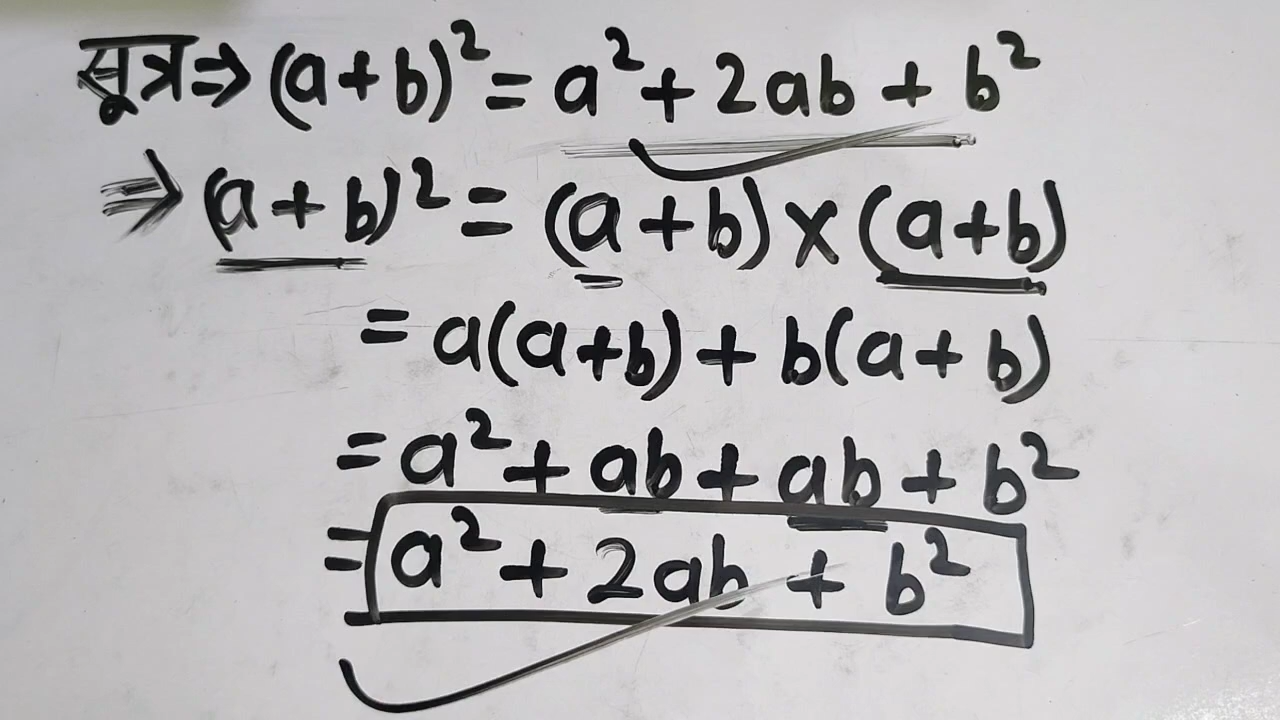 सूत्र⇒ (a+b)² = a² + 2ab + b²
⇒ (a+b)² = (a+b) × (a+b)
= a(a+b) + b(a+b)
= a² + ab + ab + b²
= a² + 2ab + b²